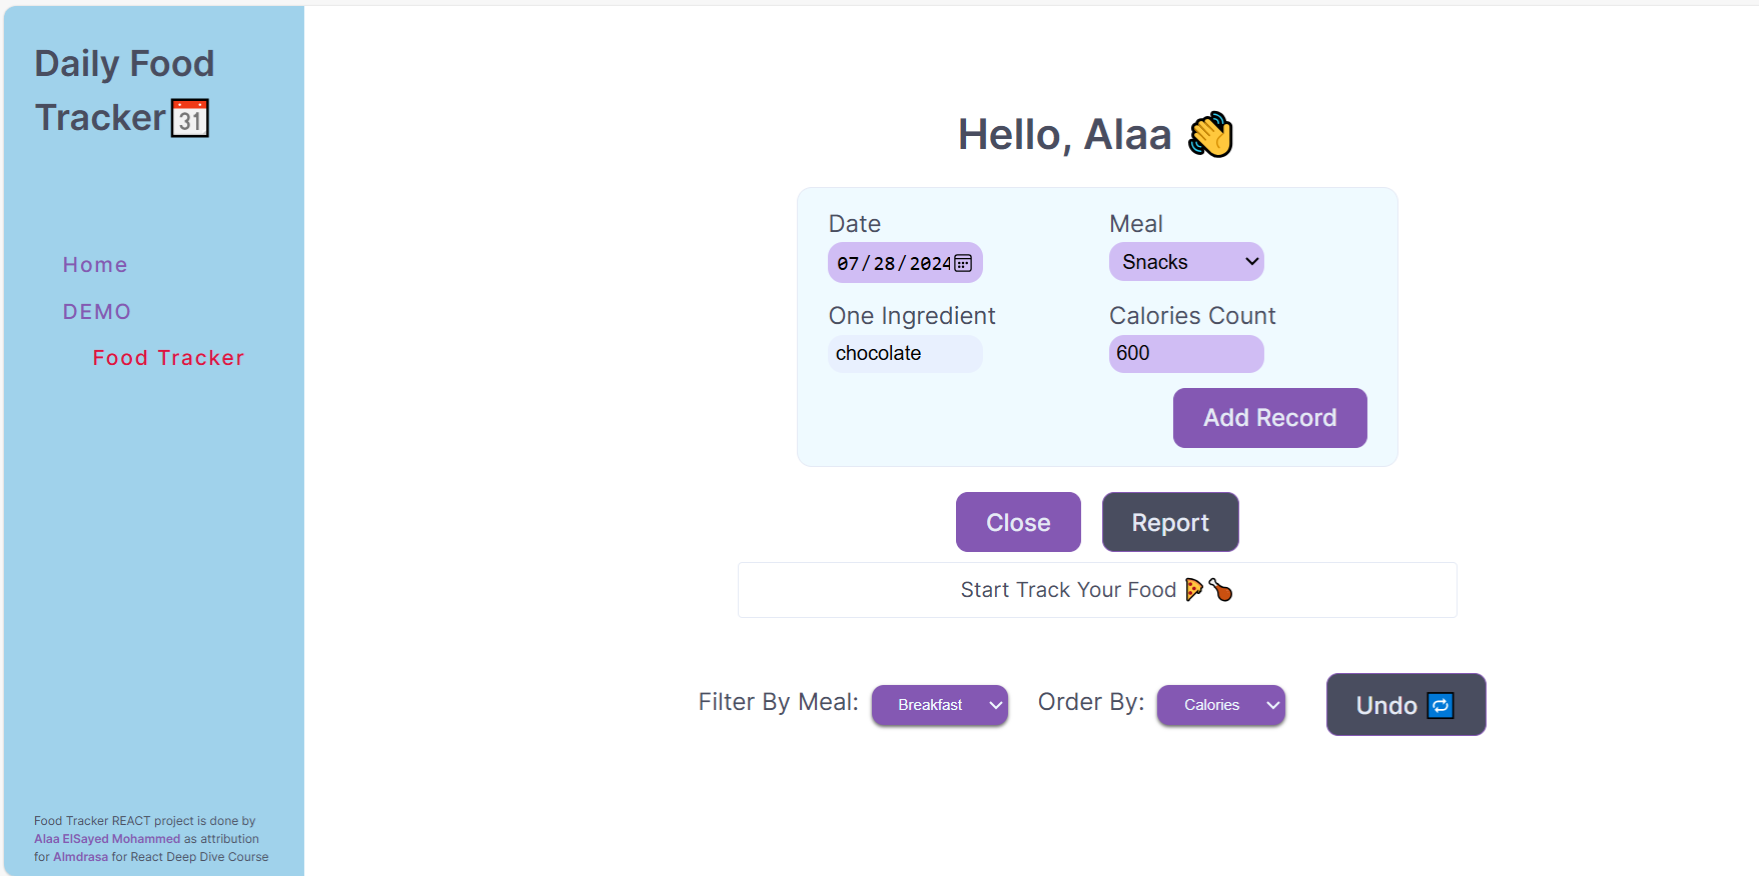 Daily Food
Tracker
31
Home
DEMO
Food Tracker
Food Tracker REACT project is done by
Alaa ElSayed Mohammed as attribution
for Almdrasa for React Deep Dive Course
Hello, Alaa 👋
Date
Meal
07/28/2024
Snacks
One Ingredient
Calories Count
chocolate
600
Add Record
Close
Report
Start Track Your Food 🍕🍗
Filter By Meal:
Breakfast
Order By:
Calories
Undo 🔁